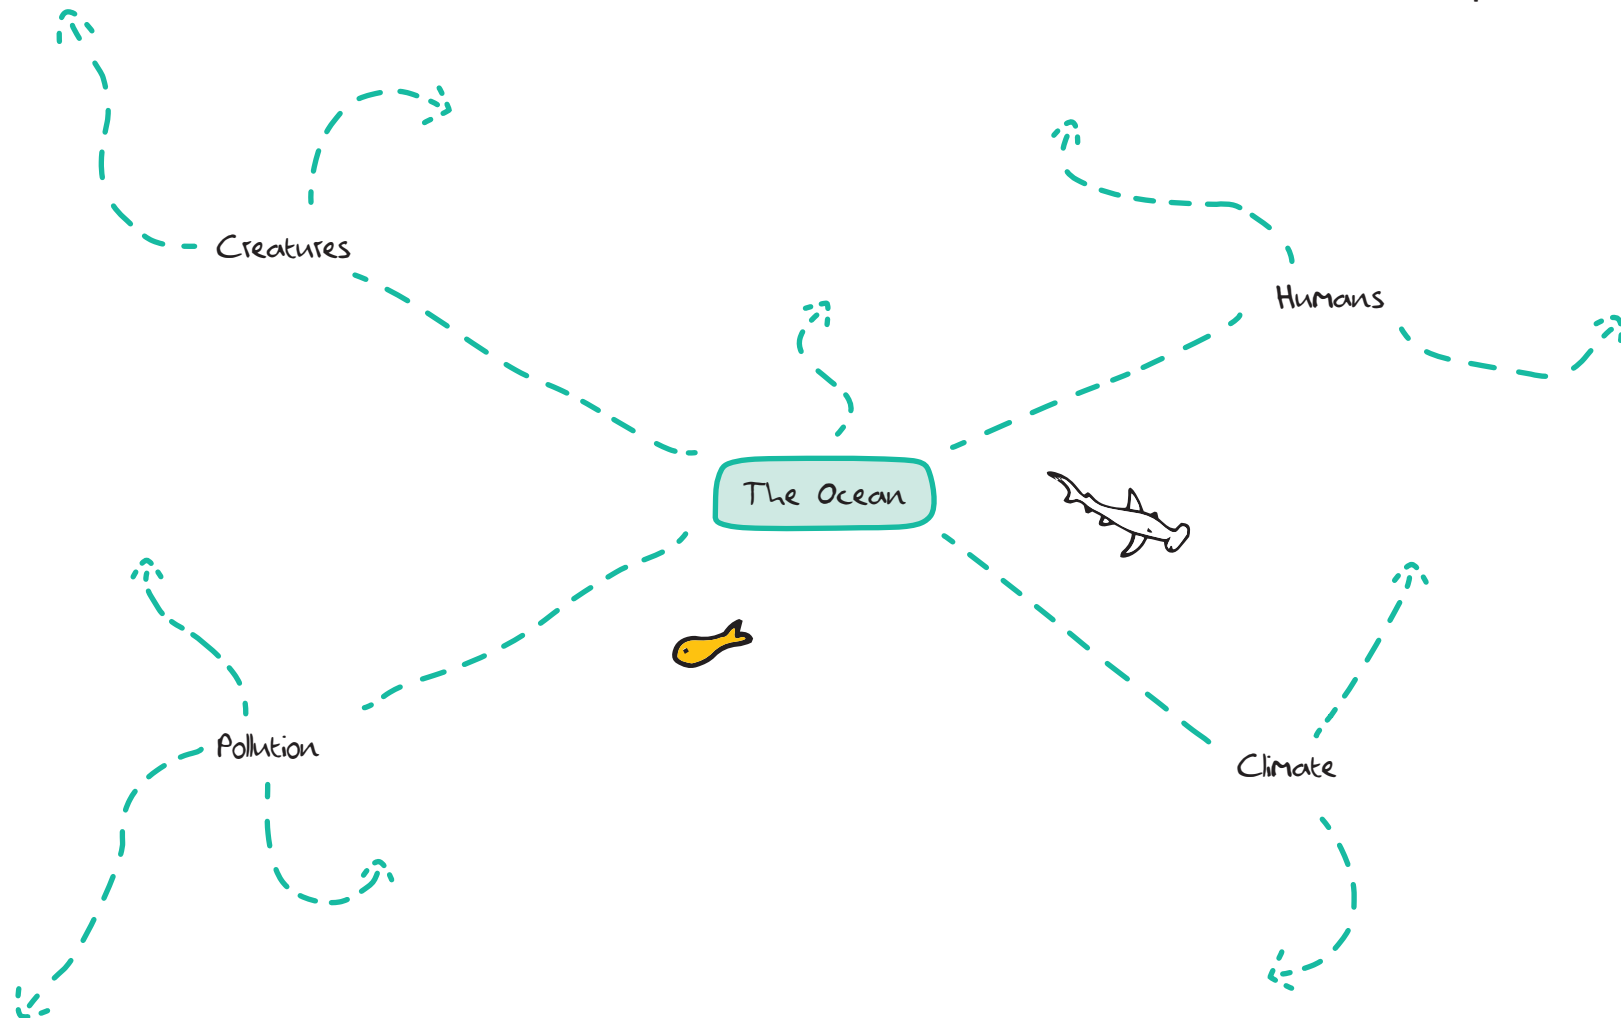 Creatures
Humans
The Ocean
Pollution
Climate